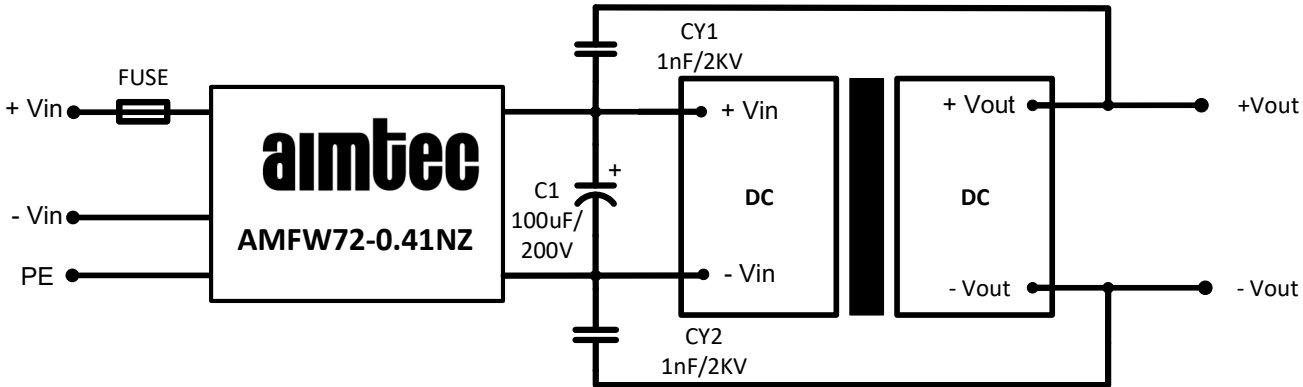 CY1
1nF/2KV
FUSE
+ Vin
aimtec
AMFW72-0.41NZ
- Vin
PE
+
C1
100uF/
200V
+ Vin
DC
- Vin
+ Vout
DC
- Vout
+Vout
- Vout
CY2
1nF/2KV